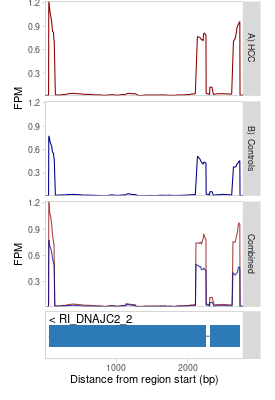 1.2
0.9
0.6
0.3
FPM
A) HCC
1.2
0.9
0.6
0.3
B) Controls
1.2
0.9
0.6
0.3
FPM
Combined
< RI_DNAJC2_2
1000 2000
Distance from region start (bp)